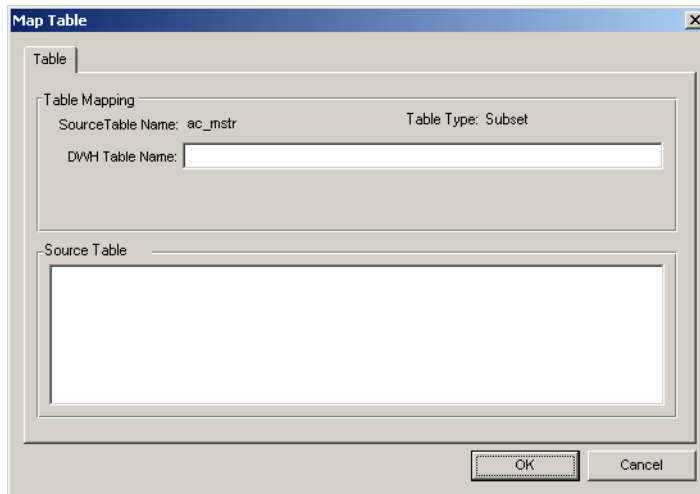 Map Table
Table
Table Mapping
SourceTable Name: ac_mstr Table Type: Subset
DWH Table Name:
Source Table
OK Cancel